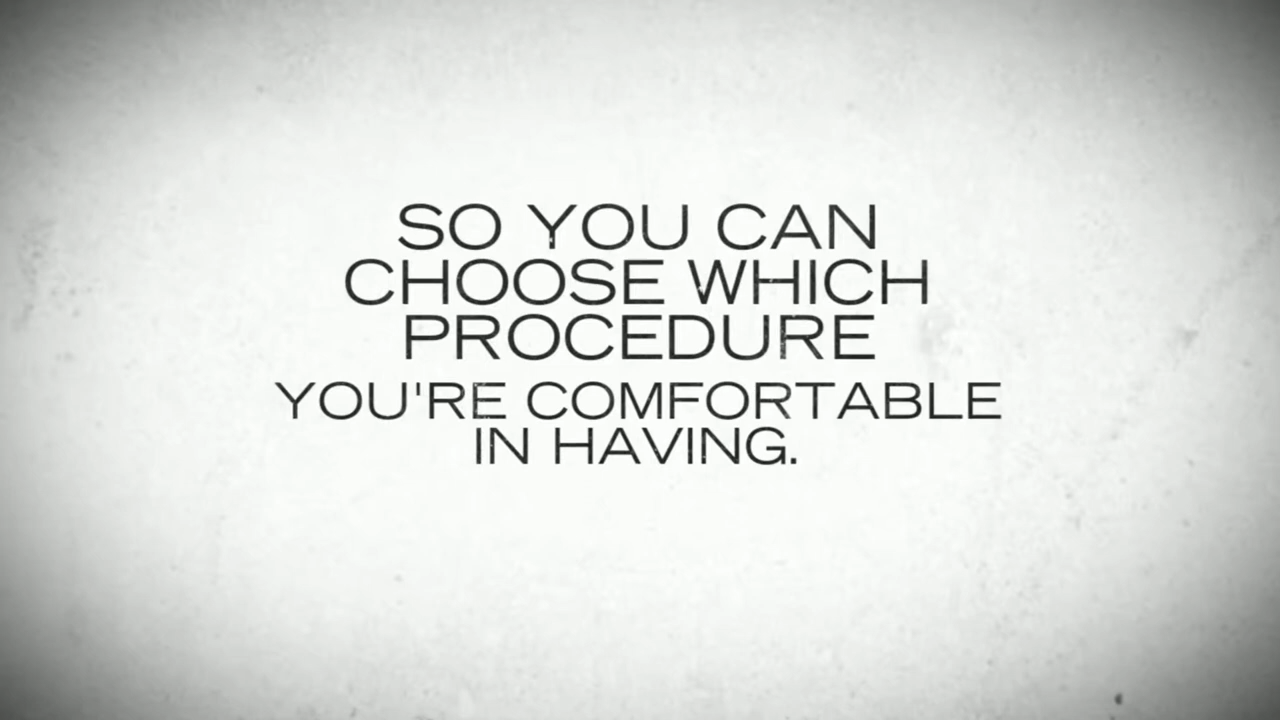 SO YOU CAN
CHOOSE WHICH
PROCEDURE
YOU'RE COMFORTABLE
IN HAVING.